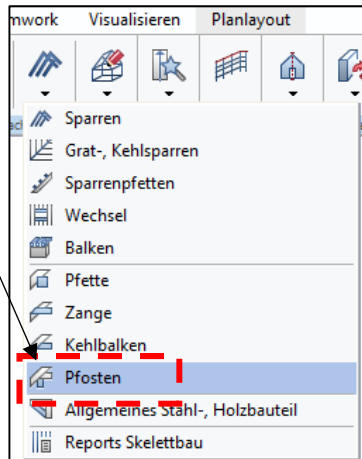 mwork Visualisieren Planlayout
Sparren
Grat-, Kehlsparren
Sparrenpfetten
Wechsel
Balken
Pfette
Zange
Kehlbalken
Pfosten
Allgemeines Stahl-, Holzbauteil
Reports Skelettbau